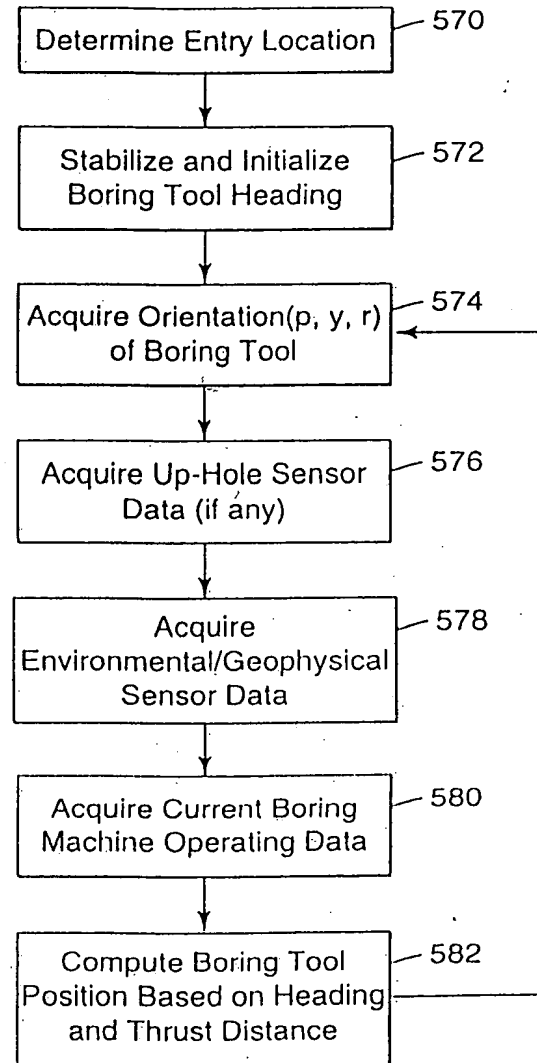 Determine Entry Location
570
Stabilize and Initialize
Boring Tool Heading
572
Acquire Orientation(p, y, r)
of Boring Tool
574
Acquire Up-Hole Sensor
Data (if any)
576
Acquire
Environmental/Geophysical
Sensor Data
578
Acquire Current Boring
Machine Operating Data
580
Compute Boring Tool
Position Based on Heading
and Thrust Distance
582